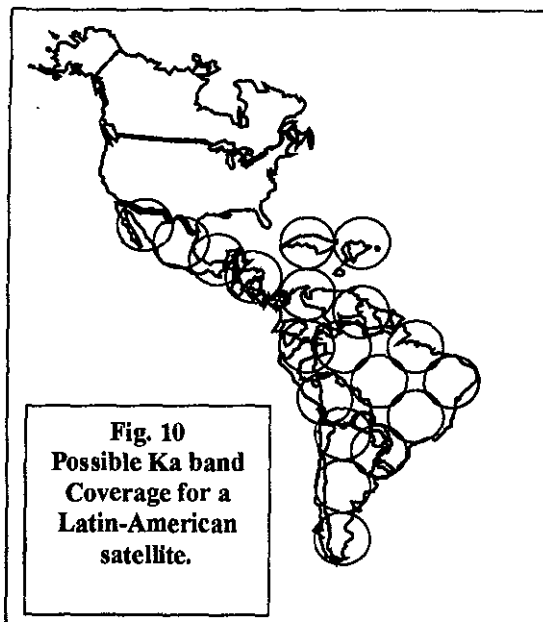 Fig. 10
Possible Ka band
Coverage for a
Latin-American
satellite.